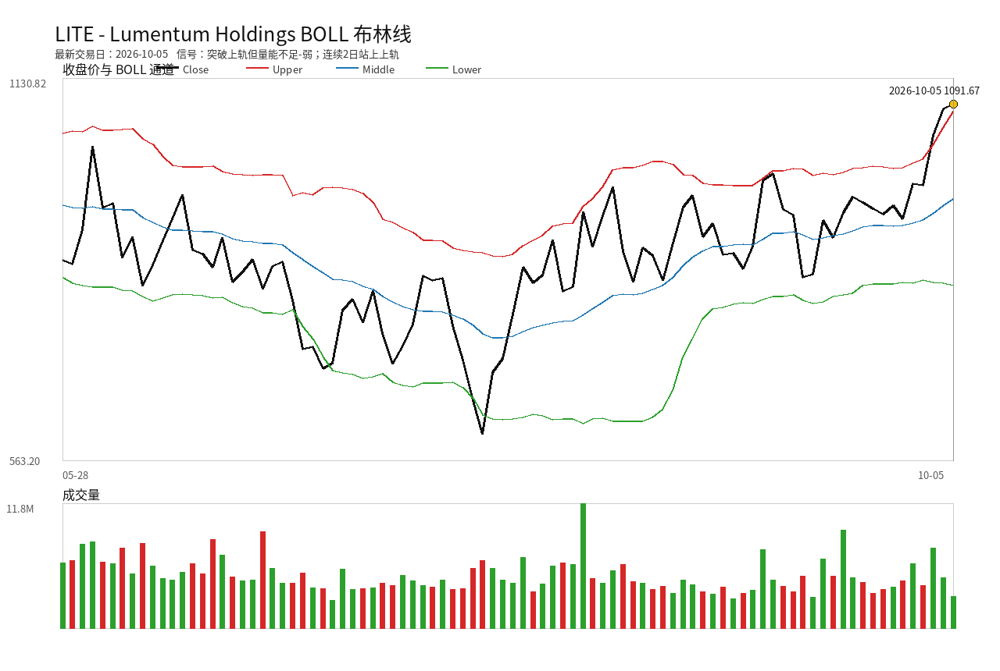 LITE - Lumentum Holdings BOLL 布林线
最新交易日：2026-10-05 信号：突破上轨但量能不足-弱；连续2日站上上轨
收盘价与 BOLL 通道 Close Upper Middle Lower
1130.82
2026-10-05 1091.67
563.20
05-28 10-05
成交量
11.8M